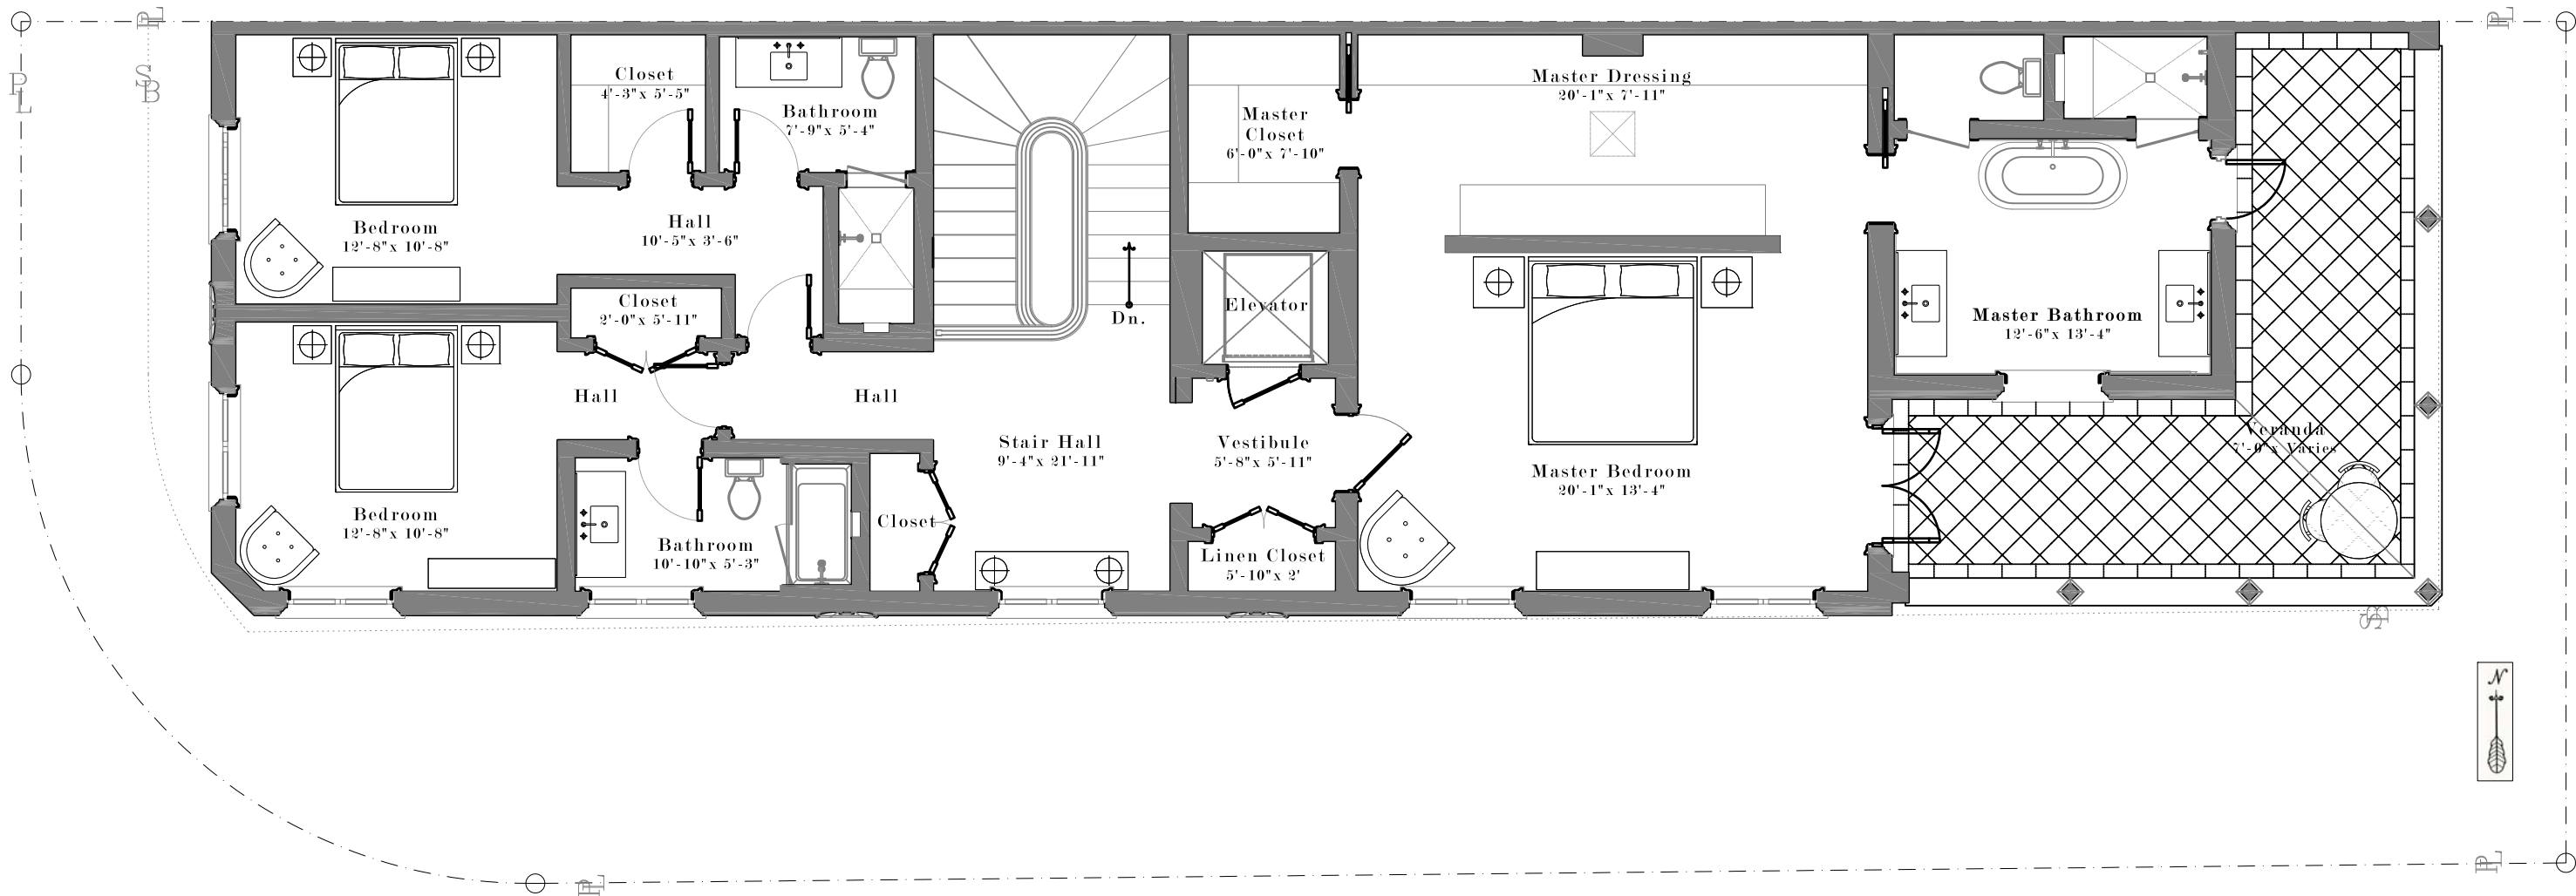 PL
PL
PL
SB
Closet
4'-3"x 5'-5"
Bathroom
7'-9"x 5'-4"
Master
Closet
6'-0"x 7'-10"
Master Dressing
20'-1"x 7'-11"
Bedroom
12'-8"x 10'-8"
Hall
10'-5"x 3'-6"
Closet
2'-0"x 5'-11"
Dn.
Elevator
Master Bathroom
12'-6"x 13'-4"
Hall
Hall
Stair Hall
9'-4"x 21'-11"
Vestibule
5'-8"x 5'-11"
Master Bedroom
20'-1"x 13'-4"
Veranda
7'-0"x Varies
Bedroom
12'-8"x 10'-8"
Bathroom
10'-10"x 5'-3"
Closet
Linen Closet
5'-10"x 2'
SB
N
PL
PL